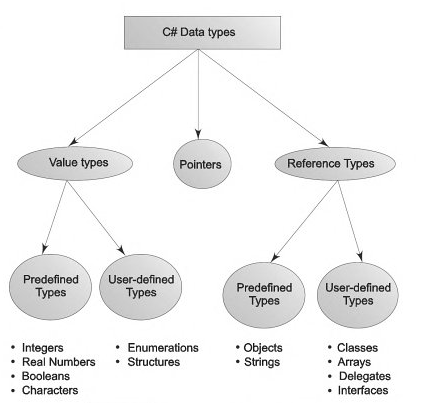 C# Data types
Value types
Pointers
Reference Types
Predefined
Types
User-defined
Types
Predefined
Types
User-defined
Types
• Integers
• Real Numbers
• Booleans
• Characters
• Enumerations
• Structures
• Objects
• Strings
• Classes
• Arrays
• Delegates
• Interfaces